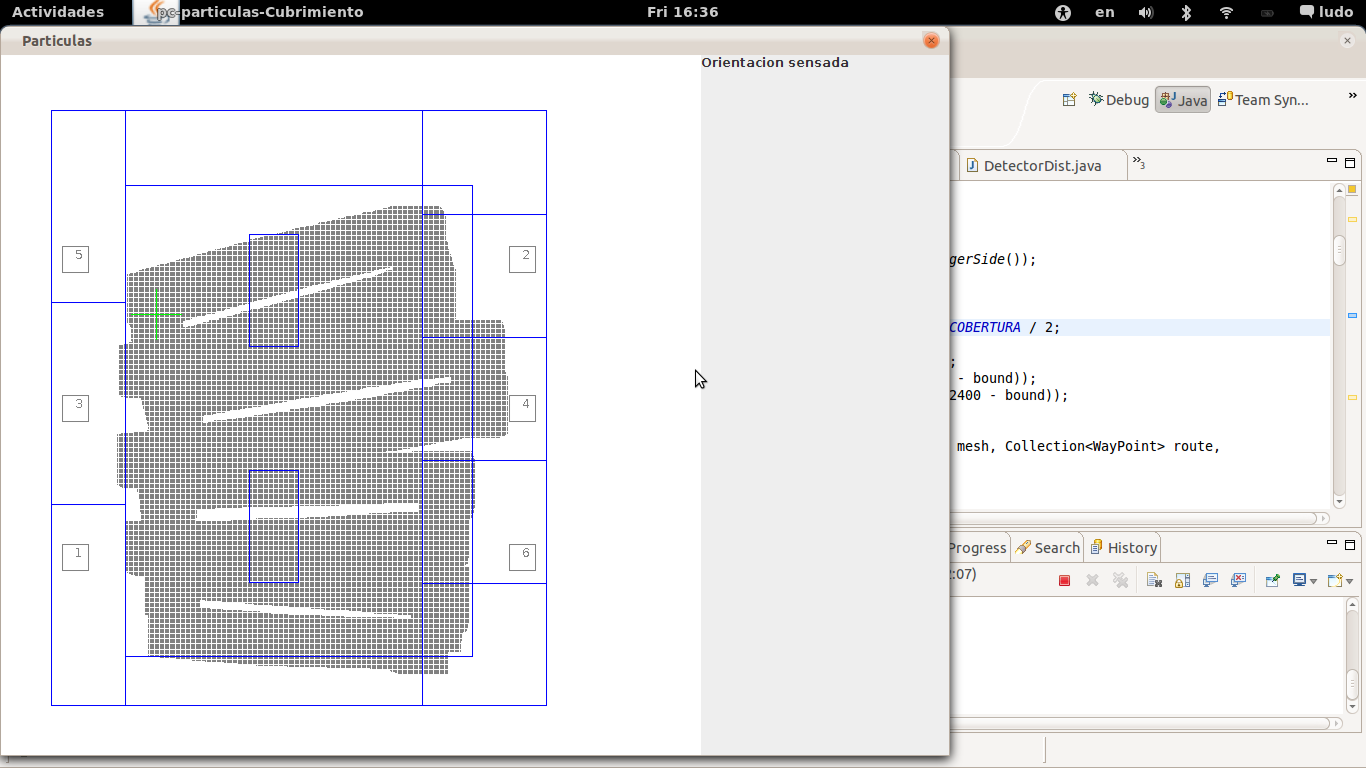 Actividades
pc-particulas-Cubrimiento
Fri 16:36
en
ludo
Particulas
Orientacion sensada
5
2
3
4
1
6
Debug
Java
Team Syn...
»
DetectorDist.java
»3
gerSide());
COBERTURA / 2;
;
- bound));
2400 - bound));
mesh, Collection<WayPoint> route,
Progress
Search
History
:07)